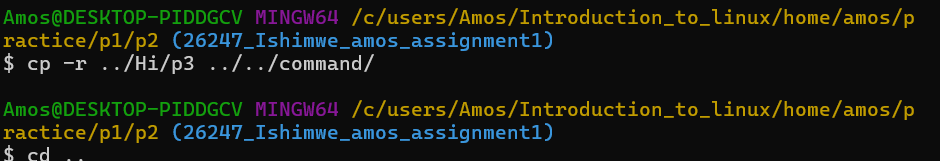 Amos@DESKTOP-PIDDGCV MINGW64 /c/users/Amos/Introduction_to_linux/home/amos/p
ractice/p1/p2 (26247_Ishimwe_amos_assignment1)
$ cp -r ../Hi/p3 ../../command/
Amos@DESKTOP-PIDDGCV MINGW64 /c/users/Amos/Introduction_to_linux/home/amos/p
ractice/p1/p2 (26247_Ishimwe_amos_assignment1)
$ cd ..